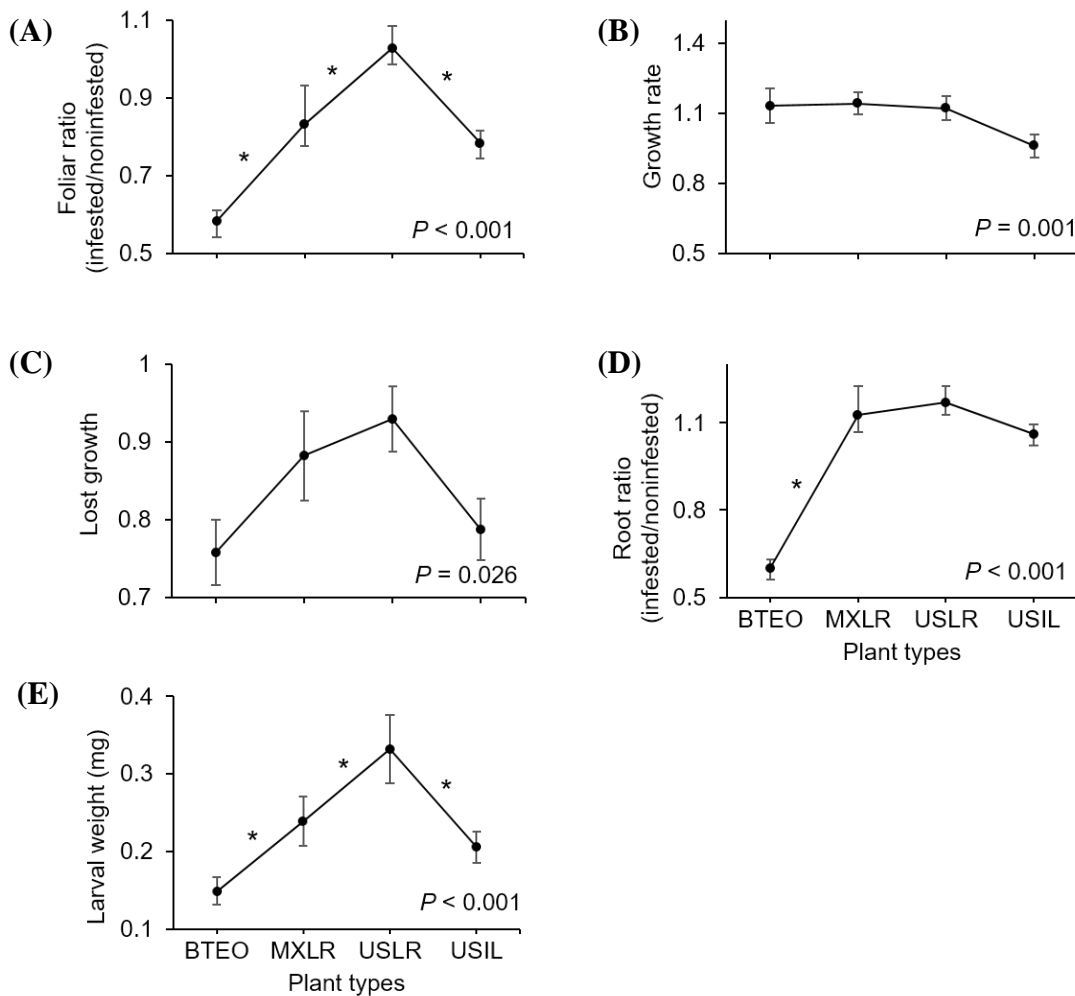 (A)
Foliar ratio
(infested/noninfested)
1.1
0.9
0.7
0.5
*
*
*
P < 0.001
(B)
Growth rate
1.4
1.1
0.8
0.5
P = 0.001
(C)
Lost growth
1
0.9
0.8
0.7
P = 0.026
(D)
Root ratio
(infested/noninfested)
1.1
0.8
0.5
*
P < 0.001
BTEO MXLR USLR USIL
Plant types
(E)
Larval weight (mg)
0.4
0.3
0.2
0.1
*
*
*
P < 0.001
BTEO MXLR USLR USIL
Plant types